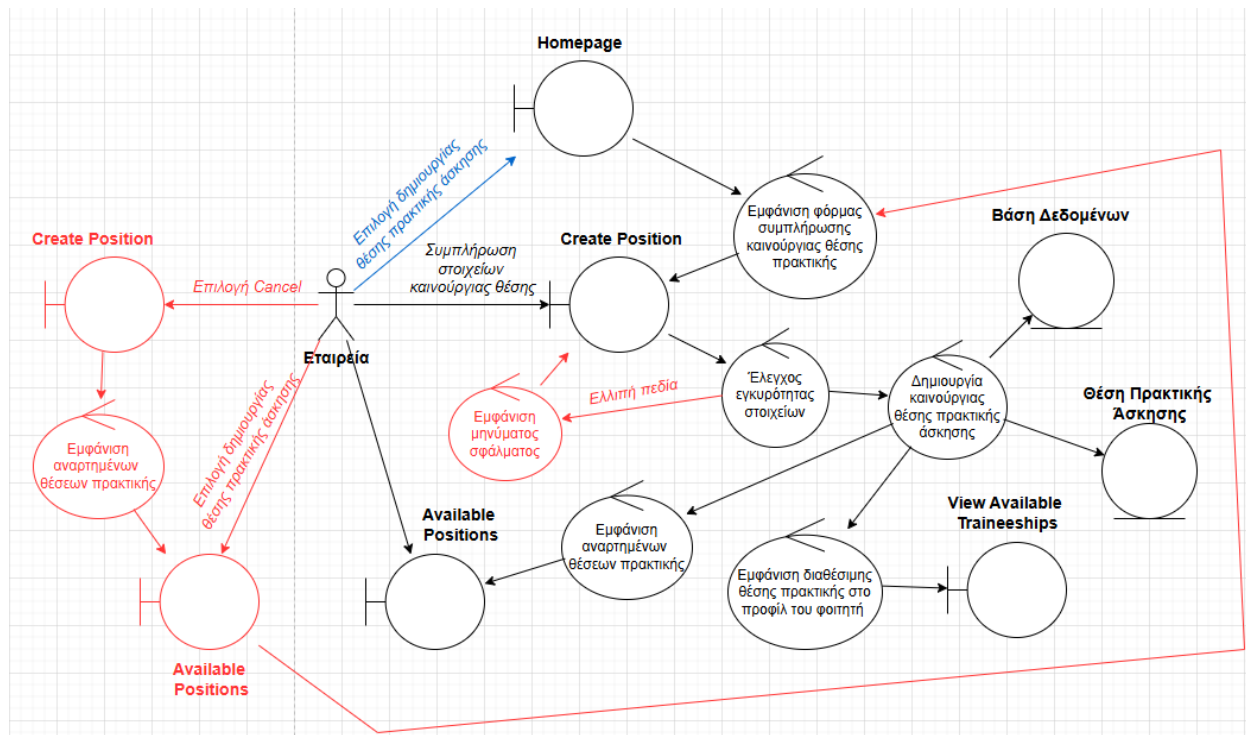 Homepage
Επιλογή δημιουργίας
θέσης πρακτικής άσκησης
Εμφάνιση φόρμας
συμπλήρωσης
καινούργιας θέσης
πρακτικής
Βάση Δεδομένων
Create Position
Επιλογή Cancel
Εταιρεία
Συμπλήρωση
στοιχείων
καινούργιας θέσης
Create Position
Έλεγχος
εγκυρότητας
στοιχείων
Ελλιπή πεδία
Εμφάνιση
μηνύματος
σφάλματος
Δημιουργία
καινούργιας
θέσης πρακτικής
άσκησης
Θέση Πρακτικής
Άσκησης
Εμφάνιση
αναρτημένων
θέσεων πρακτικής
Επιλογή δημιουργίας
θέσης πρακτικής άσκησης
Available
Positions
Εμφάνιση
αναρτημένων
θέσεων πρακτικής
View Available
Traineeships
Εμφάνιση διαθέσιμης
θέσης πρακτικής στο
προφίλ του φοιτητή
Available
Positions